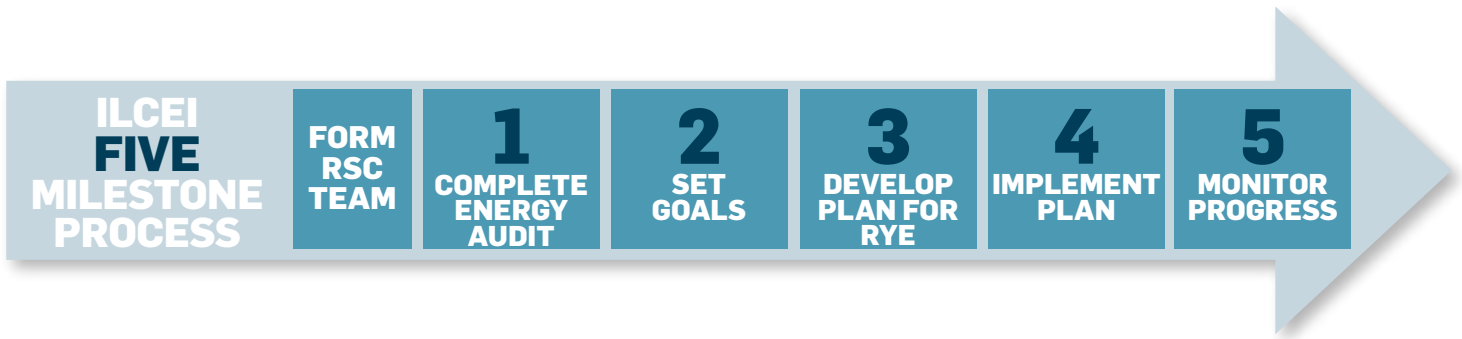 ILCEI
FIVE
MILESTONE
PROCESS
FORM
RSC
TEAM
1
COMPLETE
ENERGY
AUDIT
2
SET
GOALS
3
DEVELOP
PLAN FOR
RYE
4
IMPLEMENT
PLAN
5
MONITOR
PROGRESS